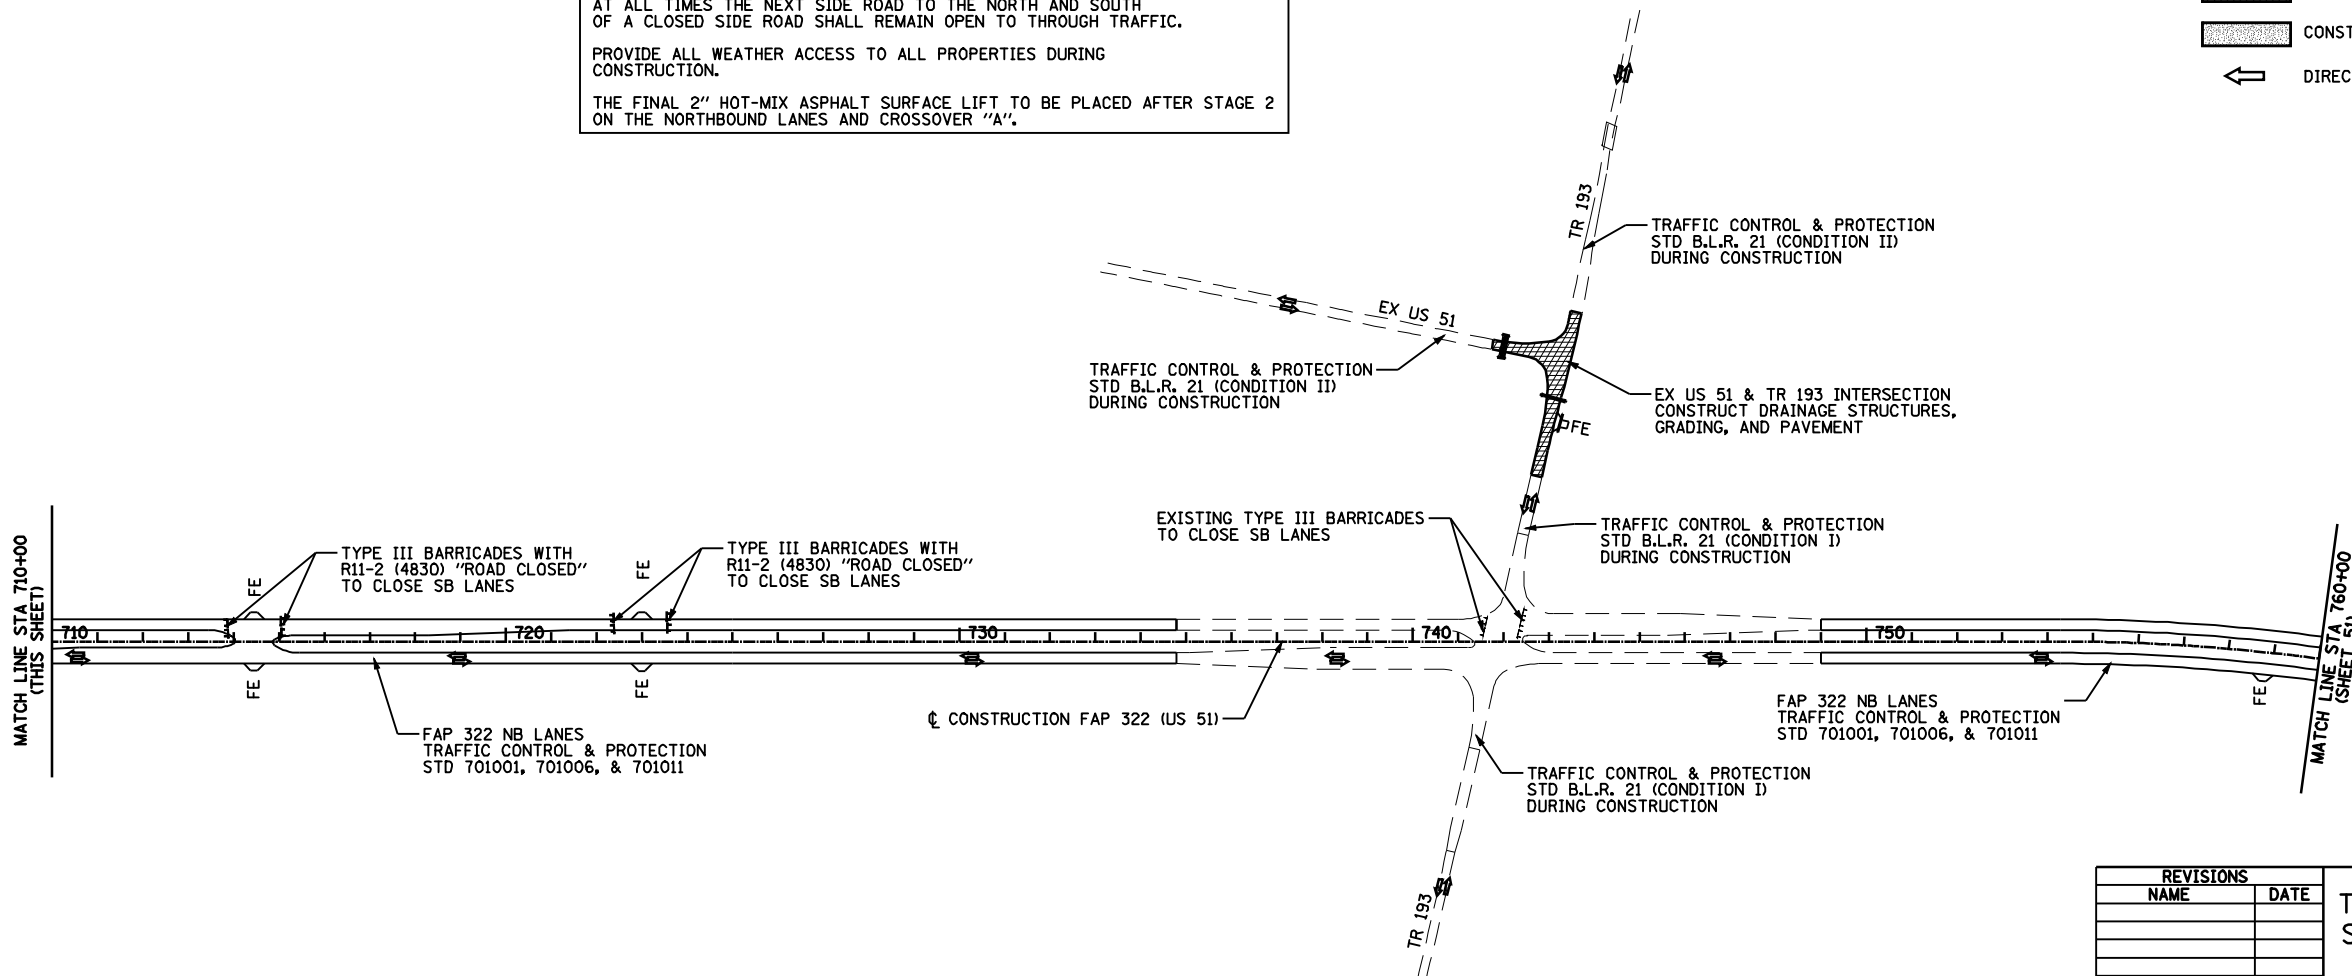 AT ALL TIMES THE NEXT SIDE ROAD TO THE NORTH AND SOUTH
OF A CLOSED SIDE ROAD SHALL REMAIN OPEN TO THROUGH TRAFFIC.
PROVIDE ALL WEATHER ACCESS TO ALL PROPERTIES DURING
CONSTRUCTION.
THE FINAL 2" HOT-MIX ASPHALT SURFACE LIFT TO BE PLACED AFTER STAGE 2
ON THE NORTHBOUND LANES AND CROSSOVER "A".
CONST
DIREC
TR 193
TRAFFIC CONTROL & PROTECTION
STD B.L.R. 21 (CONDITION II)
DURING CONSTRUCTION
EX US 51
TRAFFIC CONTROL & PROTECTION
STD B.L.R. 21 (CONDITION II)
DURING CONSTRUCTION
EX US 51 & TR 193 INTERSECTION
CONSTRUCT DRAINAGE STRUCTURES,
GRADING, AND PAVEMENT
FE
EXISTING TYPE III BARRICADES
TO CLOSE SB LANES
TRAFFIC CONTROL & PROTECTION
STD B.L.R. 21 (CONDITION I)
DURING CONSTRUCTION
MATCH LINE STA 710+00
(THIS SHEET)
FE
TYPE III BARRICADES WITH
R11-2 (4830) "ROAD CLOSED"
TO CLOSE SB LANES
FE
TYPE III BARRICADES WITH
R11-2 (4830) "ROAD CLOSED"
TO CLOSE SB LANES
710
720
730
740
750
MATCH LINE STA 760+00
(SHEET 51)
FE
FE
FE
FAP 322 NB LANES
TRAFFIC CONTROL & PROTECTION
STD 701001, 701006, & 701011
℄ CONSTRUCTION FAP 322 (US 51)
FAP 322 NB LANES
TRAFFIC CONTROL & PROTECTION
STD 701001, 701006, & 701011
TRAFFIC CONTROL & PROTECTION
STD B.L.R. 21 (CONDITION I)
DURING CONSTRUCTION
TR 193
REVISIONS
NAME DATE
T
S